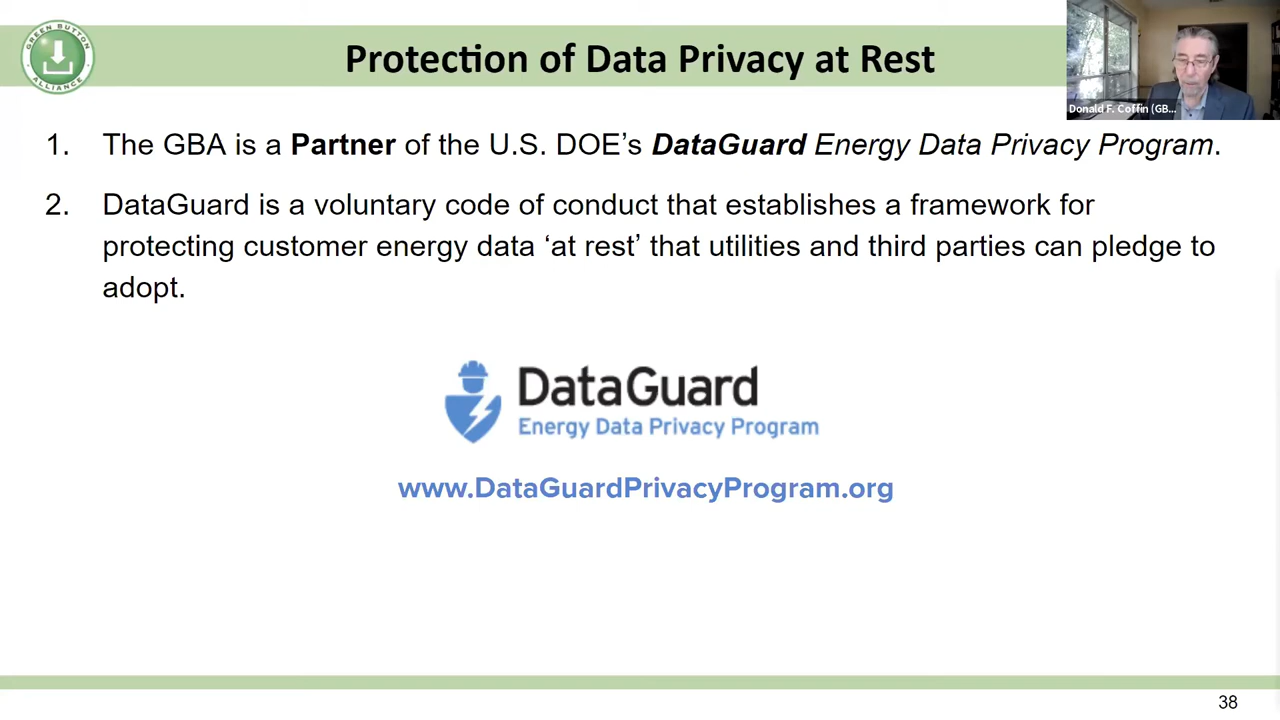 GREEN BUTTON
ALLIANCE
Protection of Data Privacy at Rest
Donald F. Coffin (GB...
1. The GBA is a Partner of the U.S. DOE’s DataGuard Energy Data Privacy Program.
2. DataGuard is a voluntary code of conduct that establishes a framework for
protecting customer energy data ‘at rest’ that utilities and third parties can pledge to
adopt.
DataGuard
Energy Data Privacy Program
www.DataGuardPrivacyProgram.org
38